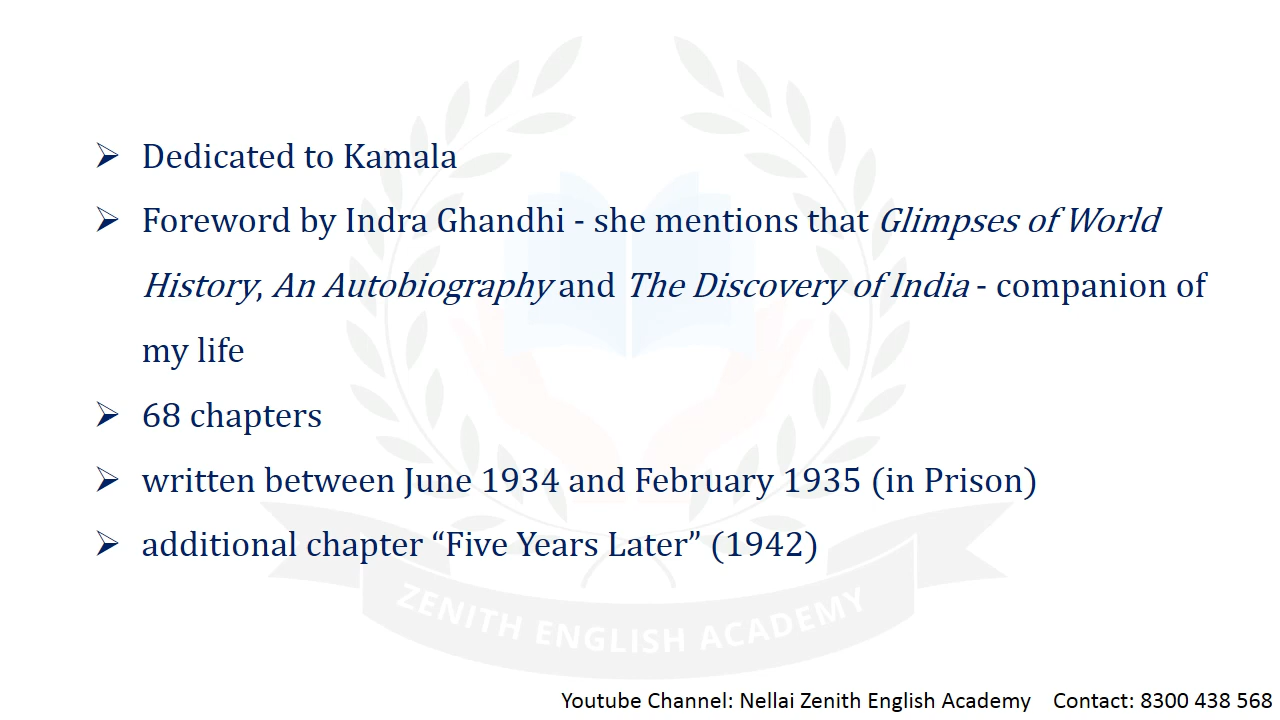 ➢ Dedicated to Kamala
➢ Foreword by Indra Ghandhi - she mentions that Glimpses of World
History, An Autobiography and The Discovery of India - companion of
my life
➢ 68 chapters
➢ written between June 1934 and February 1935 (in Prison)
➢ additional chapter “Five Years Later” (1942)
ZENITH ENGLISH ACADEMY
Youtube Channel: Nellai Zenith English Academy Contact: 8300 438 568